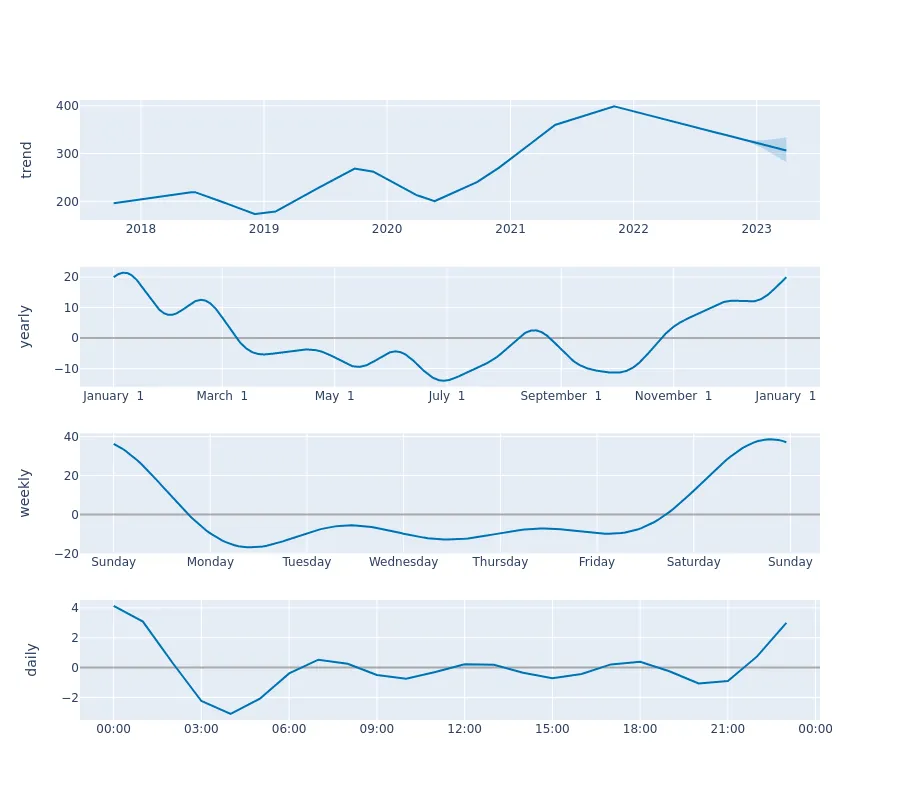 trend
400
300
200
2018 2019 2020 2021 2022 2023
yearly
20
10
0
−10
January 1 March 1 May 1 July 1 September 1 November 1 January 1
weekly
40
20
0
−20
Sunday Monday Tuesday Wednesday Thursday Friday Saturday Sunday
daily
4
2
0
−2
00:00 03:00 06:00 09:00 12:00 15:00 18:00 21:00 00:00